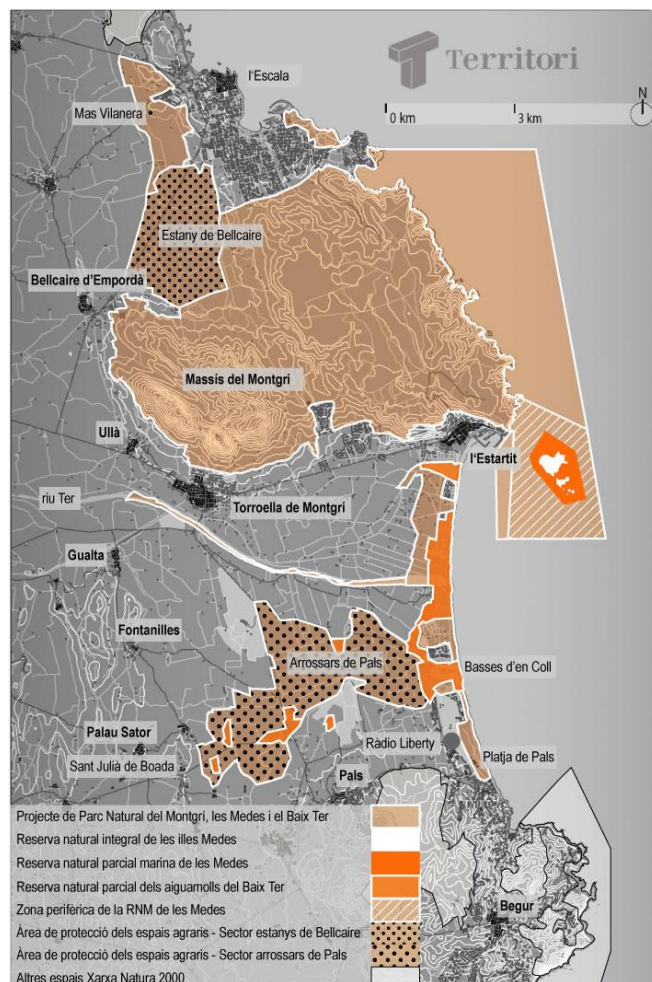 Territori
l'Escala
N
0 km
3 km
Mas Vilanera
Estany de Bellcaire
Bellcaire d'Empordà
Massís del Montgrí
Ullà
l'Estartit
riu Ter
Torroella de Montgrí
Gualta
Fontanilles
Arrossars de Pals
Basses d'en Coll
Palau Sator
Ràdio Liberty
Platja de Pals
Sant Julià de Boada
Pals
Begur
Projecte de Parc Natural del Montgrí, les Medes i el Baix Ter
Reserva natural integral de les illes Medes
Reserva natural parcial marina de les Medes
Reserva natural parcial dels aiguamolls del Baix Ter
Zona perifèrica de la RNM de les Medes
Àrea de protecció dels espais agraris - Sector estanys de Bellcaire
Àrea de protecció dels espais agraris - Sector arrossars de Pals
Altres espais Xarxa Natura 2000